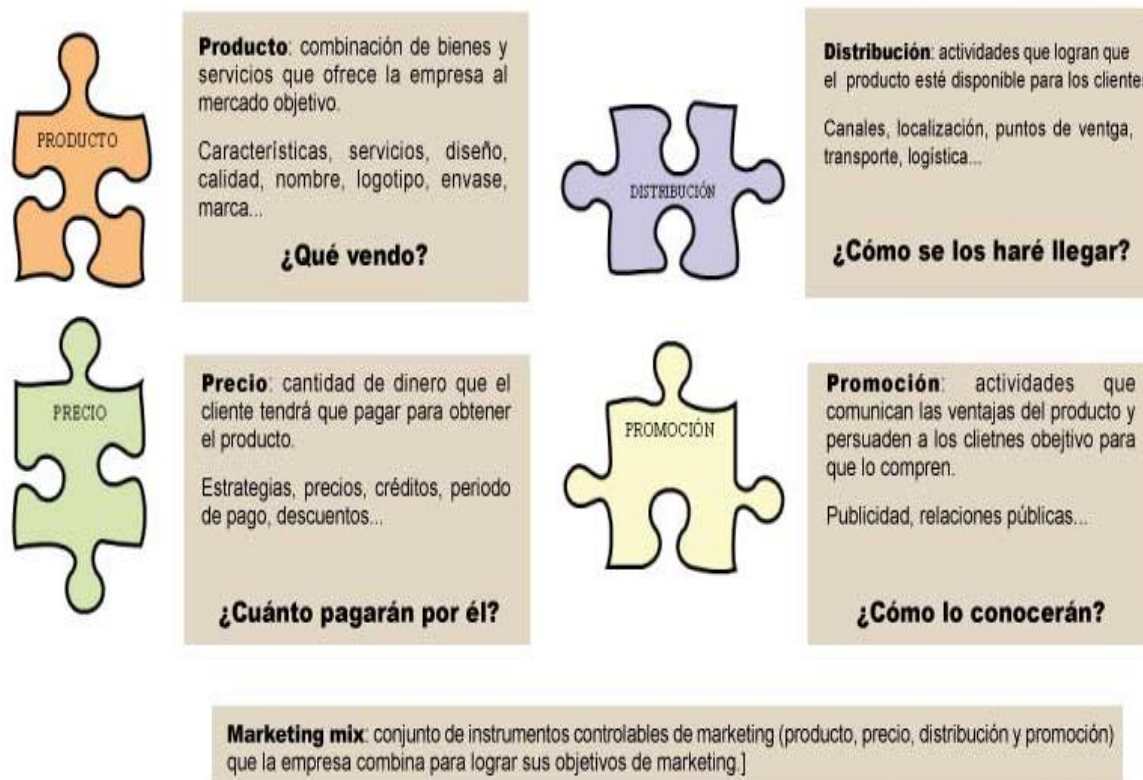 PRODUCTO
Producto: combinación de bienes y
servicios que ofrece la empresa al
mercado objetivo.
Características, servicios, diseño,
calidad, nombre, logotipo, envase,
marca...
¿Qué vendo?
DISTRIBUCIÓN
Distribución: actividades que logran que
el producto esté disponible para los clientes
Canales, localización, puntos de ventga,
transporte, logística...
¿Cómo se los haré llegar?
PRECIO
Precio: cantidad de dinero que el
cliente tendrá que pagar para obtener
el producto.
Estrategias, precios, créditos, periodo
de pago, descuentos...
¿Cuánto pagarán por él?
PROMOCIÓN
Promoción: actividades que
comunican las ventajas del producto y
persuaden a los clietnes obejtivo para
que lo compren.
Publicidad, relaciones públicas...
¿Cómo lo conocerán?
Marketing mix: conjunto de instrumentos controlables de marketing (producto, precio, distribución y promoción)
que la empresa combina para lograr sus objetivos de marketing.]